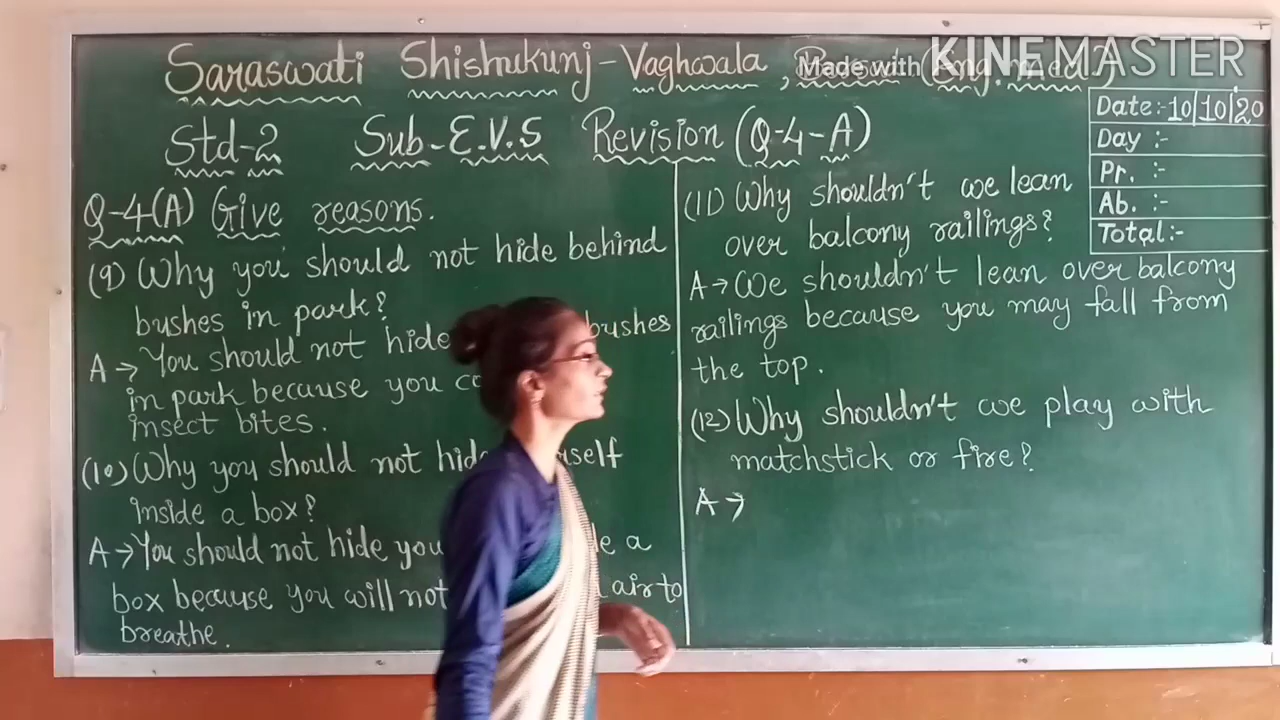 Saraswati Shishukunj-Vaghwala, (Eng. med)
Made with KINEMASTER
Std-2 Sub-E.V.S Revision (Q-4-A)
Date:-10/10/20
Day :-
Pr. :-
Ab. :-
Total:-
Q-4(A) Give reasons.
(9) Why you should not hide behind
bushes in park?
A → You should not hide bushes
in park because you
insect bites.
(10) Why you should not hide
inside a box?
A → You should not hide a
box because you will not air to
breathe.
(11) Why shouldn't we lean
over balcony railings?
A → We shouldn't lean over balcony
railings because you may fall from
the top.
(12) Why shouldn't we play with
matchstick or fire?
A →